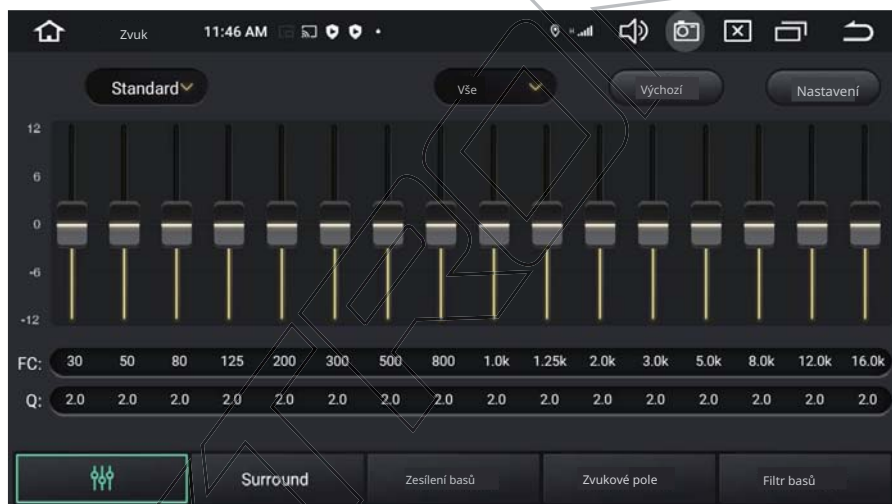 Zvuk 11:46 AM
Standard Vše Výchozí Nastavení
12
6
0
-6
-12
FC: 30 50 80 125 200 300 500 800 1.0k 1.25k 2.0k 3.0k 5.0k 8.0k 12.0k 16.0k
Q: 2.0 2.0 2.0 2.0 2.0 2.0 2.0 2.0 2.0 2.0 2.0 2.0 2.0 2.0 2.0 2.0
Surround Zesílení basů Zvukové pole Filtr basů